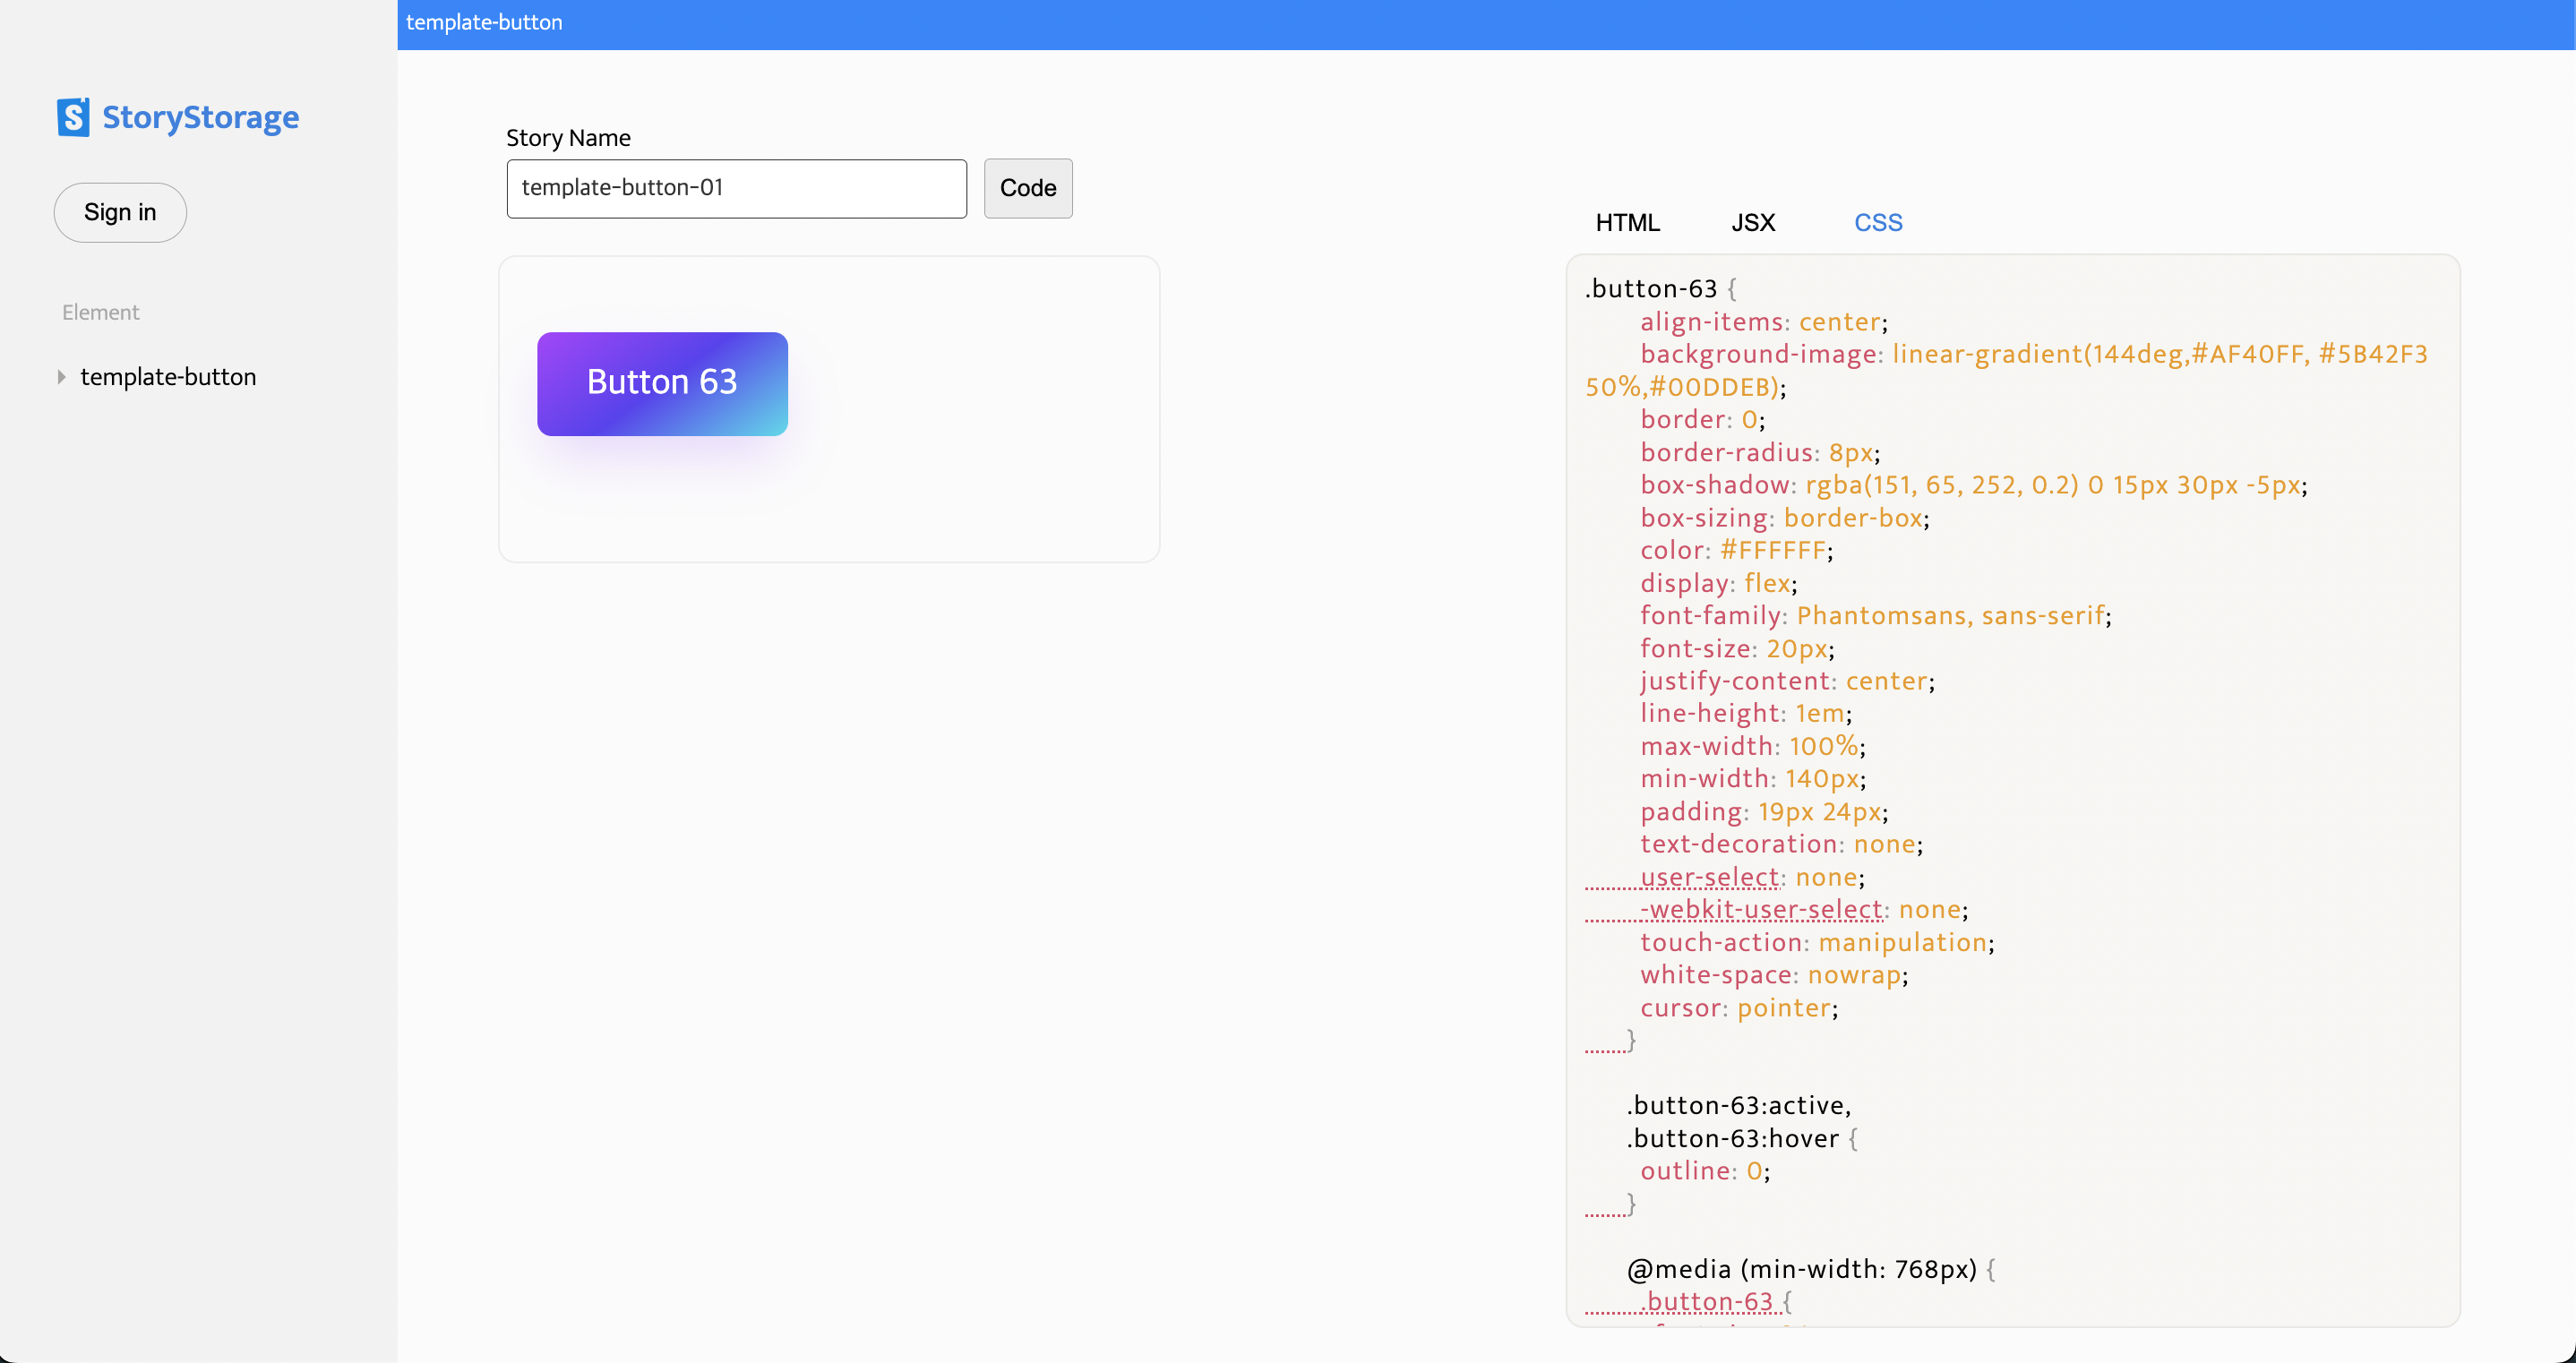 template-button
StoryStorage
Sign in
Element
template-button
Story Name
template-button-01
Code
Button 63
HTML JSX CSS
.button-63 {
align-items: center;
background-image: linear-gradient(144deg,#AF40FF, #5B42F3
50%,#00DDEB);
border: 0;
border-radius: 8px;
box-shadow: rgba(151, 65, 252, 0.2) 0 15px 30px -5px;
box-sizing: border-box;
color: #FFFFFF;
display: flex;
font-family: Phantomsans, sans-serif;
font-size: 20px;
justify-content: center;
line-height: 1em;
max-width: 100%;
min-width: 140px;
padding: 19px 24px;
text-decoration: none;
user-select: none;
-webkit-user-select: none;
touch-action: manipulation;
white-space: nowrap;
cursor: pointer;
}
.button-63:active,
.button-63:hover {
outline: 0;
}
@media (min-width: 768px) {
.button-63 {